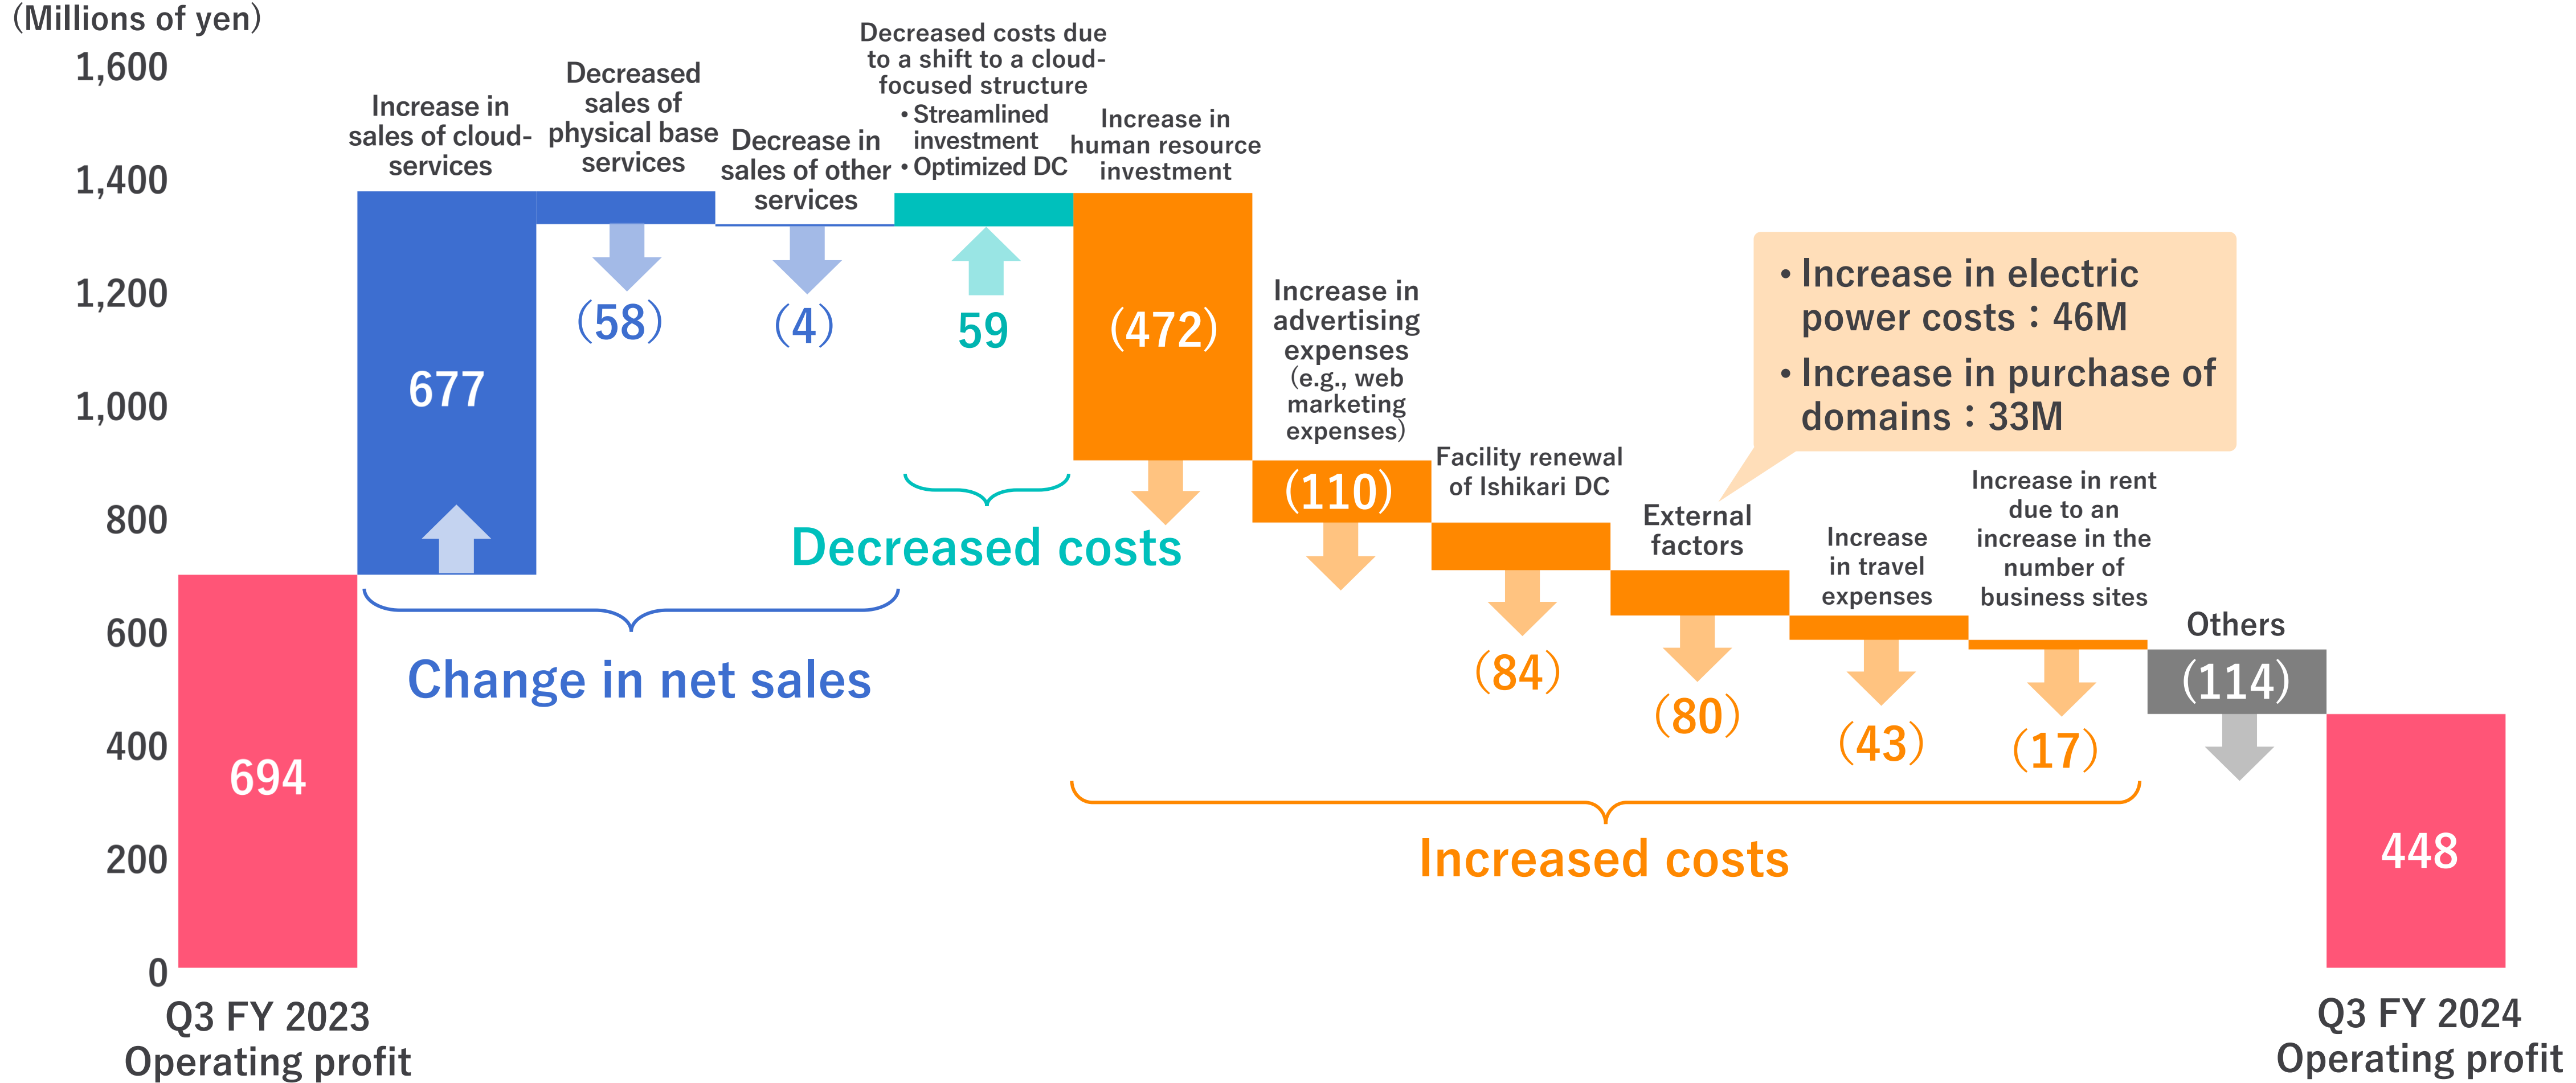 (Millions of yen)
1,600
1,400
1,200
1,000
800
600
400
200
0
694
Q3 FY 2023
Operating profit
Increase in
sales of cloud-
services
677
Decreased
sales of
physical base
services
(58)
Decrease in
sales of other
services
(4)
Change in net sales
Decreased costs due
to a shift to a cloud-
focused structure
・Streamlined
investment
・Optimized DC
59
Decreased costs
Increase in
human resource
investment
(472)
Increase in
advertising
expenses
(e.g., web
marketing
expenses)
(110)
Facility renewal
of Ishikari DC
(84)
External
factors
(80)
・Increase in electric
power costs：46M
・Increase in purchase of
domains：33M
Increase
in travel
expenses
(43)
Increase in rent
due to an
increase in the
number of
business sites
(17)
Increased costs
Others
(114)
448
Q3 FY 2024
Operating profit